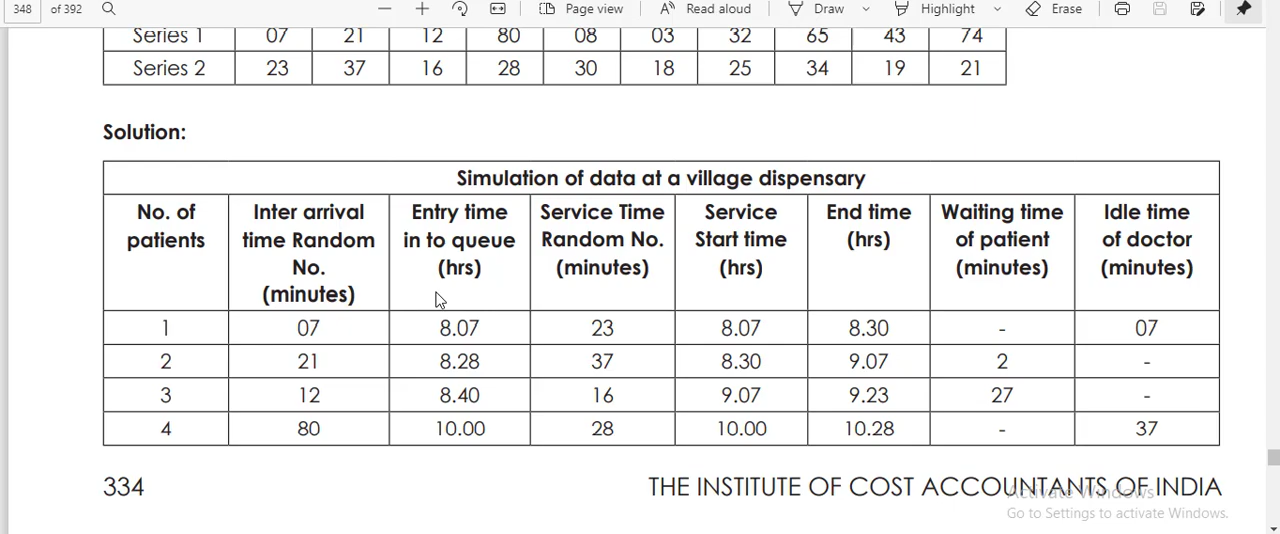 348 of 392 Page view Read aloud Draw Highlight Erase
Series 1 07 21 12 80 08 03 32 65 43 74
Series 2 23 37 16 28 30 18 25 34 19 21
Solution:
Simulation of data at a village dispensary
No. of patients Inter arrival time Random No. (minutes) Entry time in to queue (hrs) Service Time Random No. (minutes) Service Start time (hrs) End time (hrs) Waiting time of patient (minutes) Idle time of doctor (minutes)
1 07 8.07 23 8.07 8.30 - 07
2 21 8.28 37 8.30 9.07 2 -
3 12 8.40 16 9.07 9.23 27 -
4 80 10.00 28 10.00 10.28 - 37
334 THE INSTITUTE OF COST ACCOUNTANTS OF INDIA
Activate Windows
Go to Settings to activate Windows.